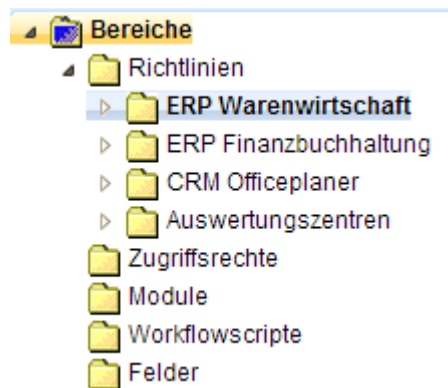 Bereiche
Richtlinien
ERP Warenwirtschaft
ERP Finanzbuchhaltung
CRM Officeplaner
Auswertungszentren
Zugriffsrechte
Module
Workflowscripte
Felder